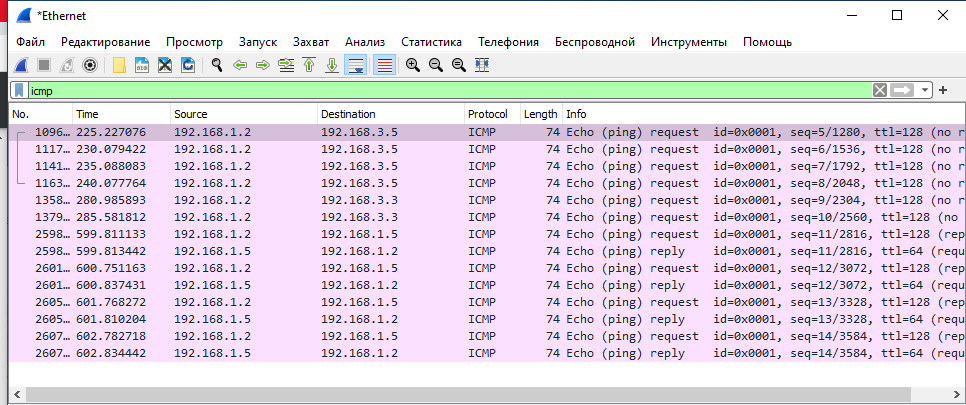 *Ethernet
Файл Редактирование Просмотр Запуск Захват Анализ Статистика Телефония Беспроводной Инструменты Помощь
icmp
No. Time Source Destination Protocol Length Info
1096… 225.227076 192.168.1.2 192.168.3.5 ICMP 74 Echo (ping) request id=0x0001, seq=5/1280, ttl=128 (no r
1117… 230.079422 192.168.1.2 192.168.3.5 ICMP 74 Echo (ping) request id=0x0001, seq=6/1536, ttl=128 (no r
1141… 235.088083 192.168.1.2 192.168.3.5 ICMP 74 Echo (ping) request id=0x0001, seq=7/1792, ttl=128 (no r
1163… 240.077764 192.168.1.2 192.168.3.5 ICMP 74 Echo (ping) request id=0x0001, seq=8/2048, ttl=128 (no r
1358… 280.985893 192.168.1.2 192.168.3.3 ICMP 74 Echo (ping) request id=0x0001, seq=9/2304, ttl=128 (no r
1379… 285.581812 192.168.1.2 192.168.3.3 ICMP 74 Echo (ping) request id=0x0001, seq=10/2560, ttl=128 (no
2598… 599.811133 192.168.1.2 192.168.1.5 ICMP 74 Echo (ping) request id=0x0001, seq=11/2816, ttl=128 (rep
2598… 599.813442 192.168.1.5 192.168.1.2 ICMP 74 Echo (ping) reply id=0x0001, seq=11/2816, ttl=64 (requ
2601… 600.751163 192.168.1.2 192.168.1.5 ICMP 74 Echo (ping) request id=0x0001, seq=12/3072, ttl=128 (rep
2601… 600.837431 192.168.1.5 192.168.1.2 ICMP 74 Echo (ping) reply id=0x0001, seq=12/3072, ttl=64 (requ
2605… 601.768272 192.168.1.2 192.168.1.5 ICMP 74 Echo (ping) request id=0x0001, seq=13/3328, ttl=128 (rep
2605… 601.810204 192.168.1.5 192.168.1.2 ICMP 74 Echo (ping) reply id=0x0001, seq=13/3328, ttl=64 (requ
2607… 602.782718 192.168.1.2 192.168.1.5 ICMP 74 Echo (ping) request id=0x0001, seq=14/3584, ttl=128 (rep
2607… 602.834442 192.168.1.5 192.168.1.2 ICMP 74 Echo (ping) reply id=0x0001, seq=14/3584, ttl=64 (requ